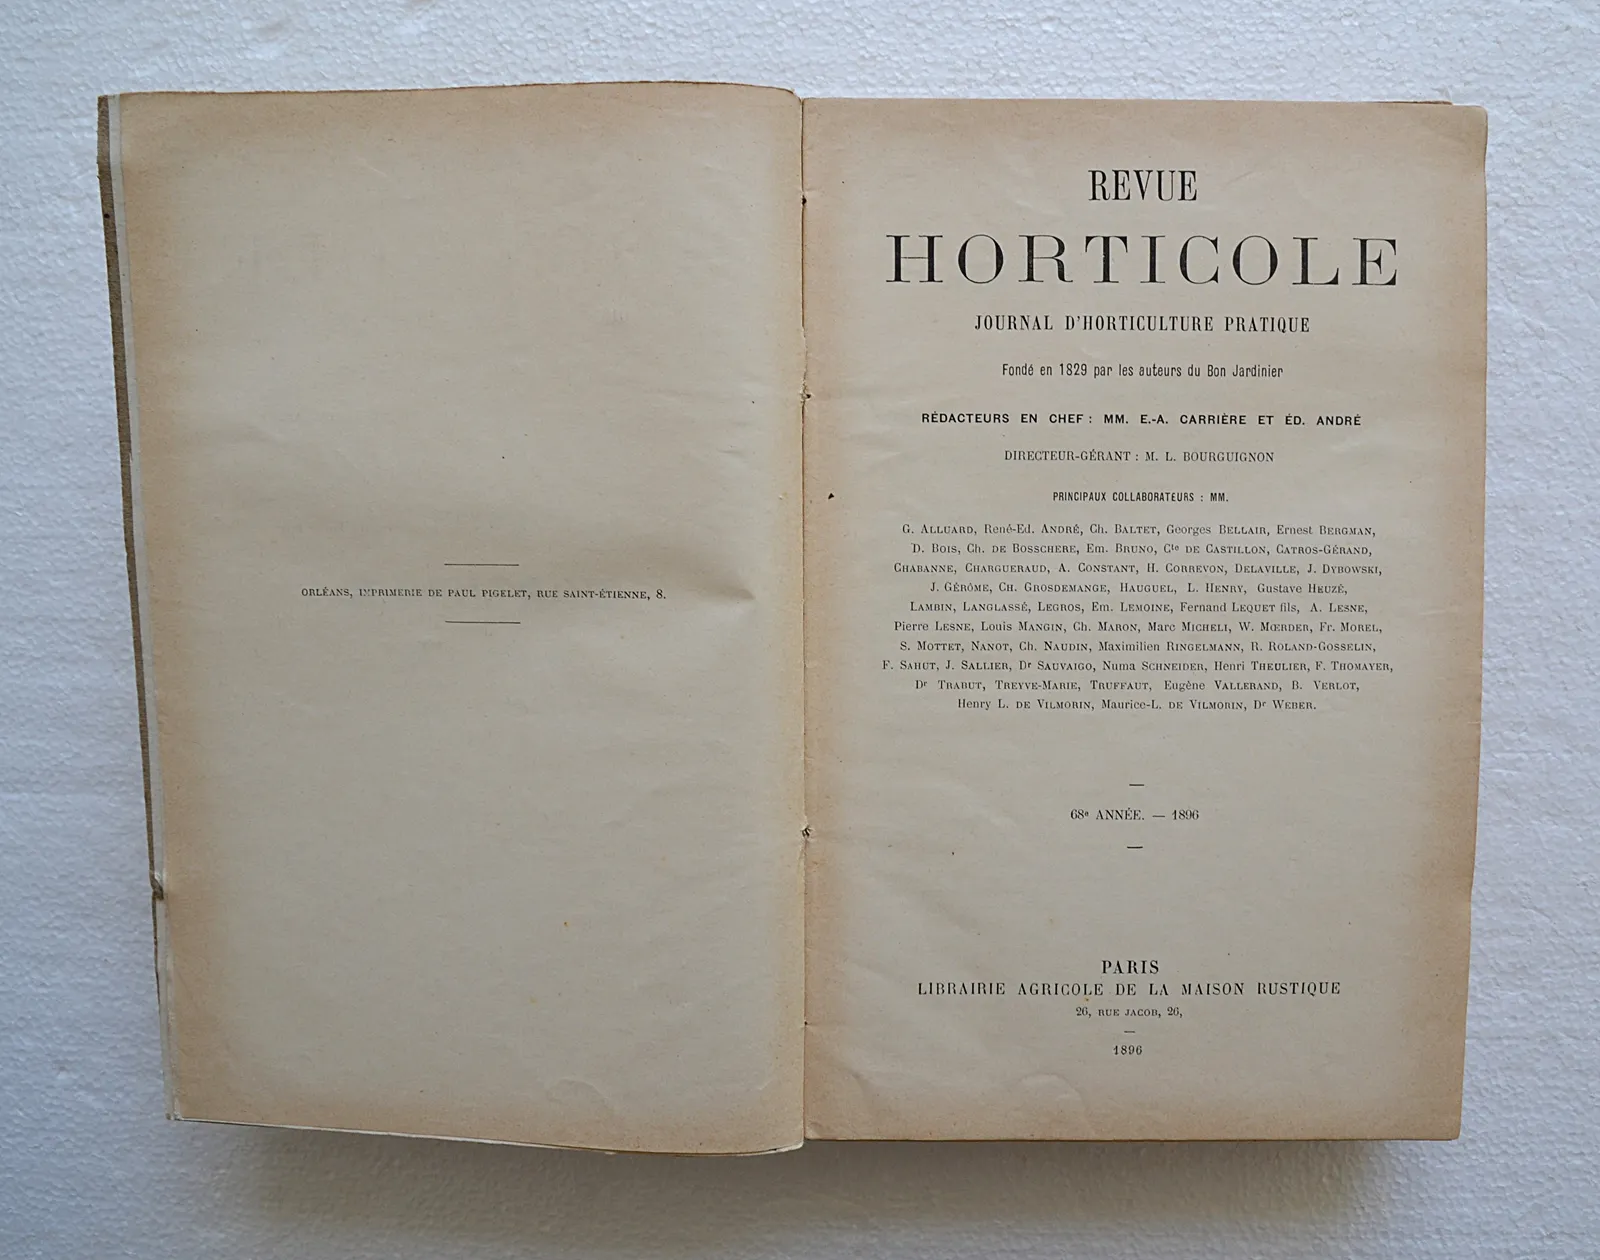 ORLÉANS, IMPRIMERIE DE PAUL PIGELET, RUE SAINT-ÉTIENNE, 8.
REVUE
HORTICOLE
JOURNAL D'HORTICULTURE PRATIQUE
Fondé en 1829 par les auteurs du Bon Jardinier
RÉDACTEURS EN CHEF : MM. E.-A. CARRIÈRE ET ÉD. ANDRÉ
DIRECTEUR-GÉRANT : M. L. BOURGUIGNON
PRINCIPAUX COLLABORATEURS : MM.
G. ALLUARD, René-Ed. ANDRÉ, Ch. BALTET, Georges BELLAIR, Ernest BERGMAN,
D. BOIS, Ch. DE BOSSCHERE, Em. BRUNO, Cte DE CASTILLON, CATROS-GÉRAND,
CHABANNE, CHARGUERAUD, A. CONSTANT, H. CORREVON, DELAVILLE, J. DYBOWSKI,
J. GÉRÔME, CH. GROSDEMANGE, HAUGUEL, L. HENRY, Gustave HEUZÉ,
LAMBIN, LANGLASSÉ, LEGROS, Em. LEMOINE, Fernand LEQUET fils, A. LESNE,
Pierre LESNE, Louis MANGIN, Ch. MARON, Marc MICHELI, W. MŒRDER, Fr. MOREL,
S. MOTTET, NANOT, Ch. NAUDIN, Maximilien RINGELMANN, R. ROLAND-GOSSELIN,
F. SAHUT, J. SALLIER, Dr SAUVAIGO, Numa SCHNEIDER, Henri THEULIER, F. THOMAYER,
Dr TRABUT, TREYVE-MARIE, TRUFFAUT, Eugène VALLERAND, B. VERLOT,
Henry L. DE VILMORIN, Maurice-L. DE VILMORIN, Dr WEBER.
68e ANNÉE. — 1896
PARIS
LIBRAIRIE AGRICOLE DE LA MAISON RUSTIQUE
26, RUE JACOB, 26,
1896